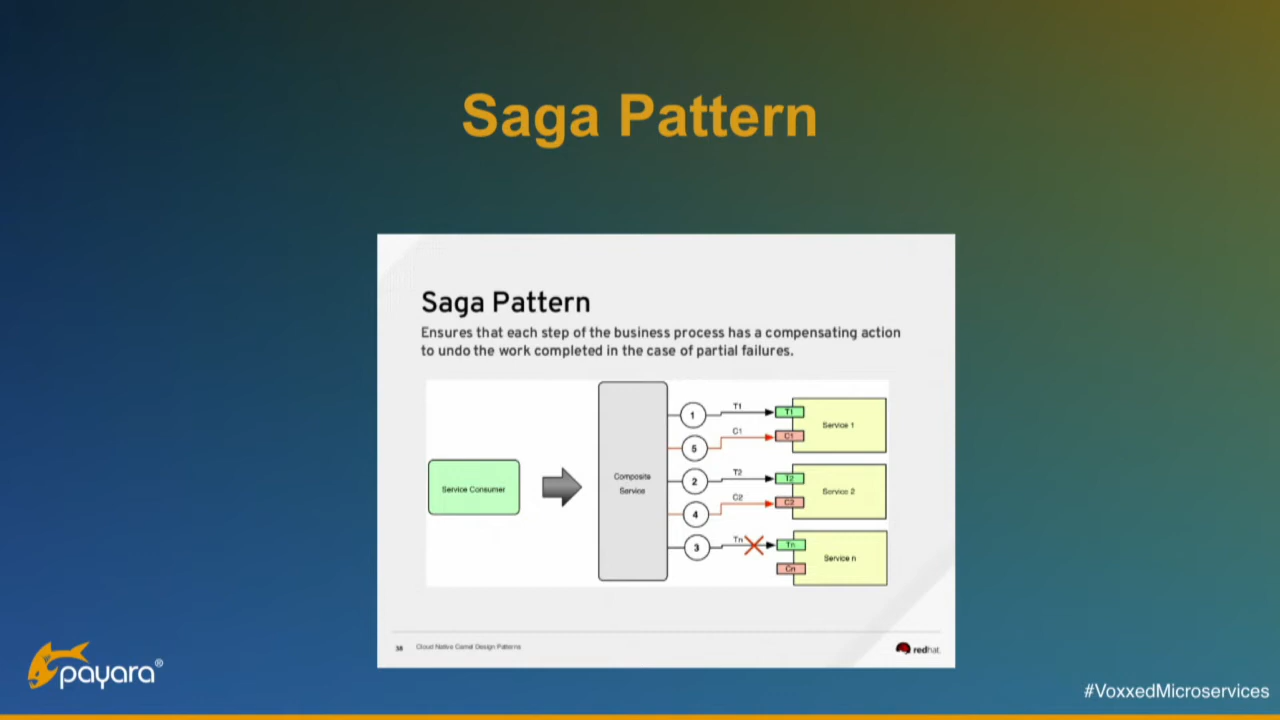 Saga Pattern
Saga Pattern
Ensures that each step of the business process has a compensating action
to undo the work completed in the case of partial failures.
Service Consumer
Composite
Service
1
T1
T1
5
C1
C1
Service 1
2
T2
T2
4
C2
C2
Service 2
3
Tn
Tn
Cn
Service n
38
Cloud Native Camel Design Patterns
redhat.
payara®
#VoxxedMicroservices